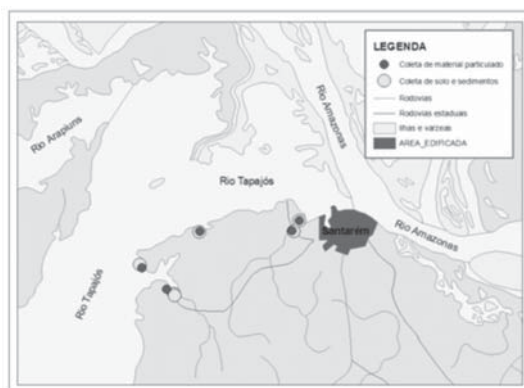 LEGENDA
Coleta de material particulado
Coleta de solo e sedimentos
Rodovias
Rodovias estaduais
Ilhas e várzeas
AREA_EDIFICADA
Rio Arapiuns
Rio Amazonas
Rio Tapajós
Santarém
Rio Amazonas
Rio Tapajós